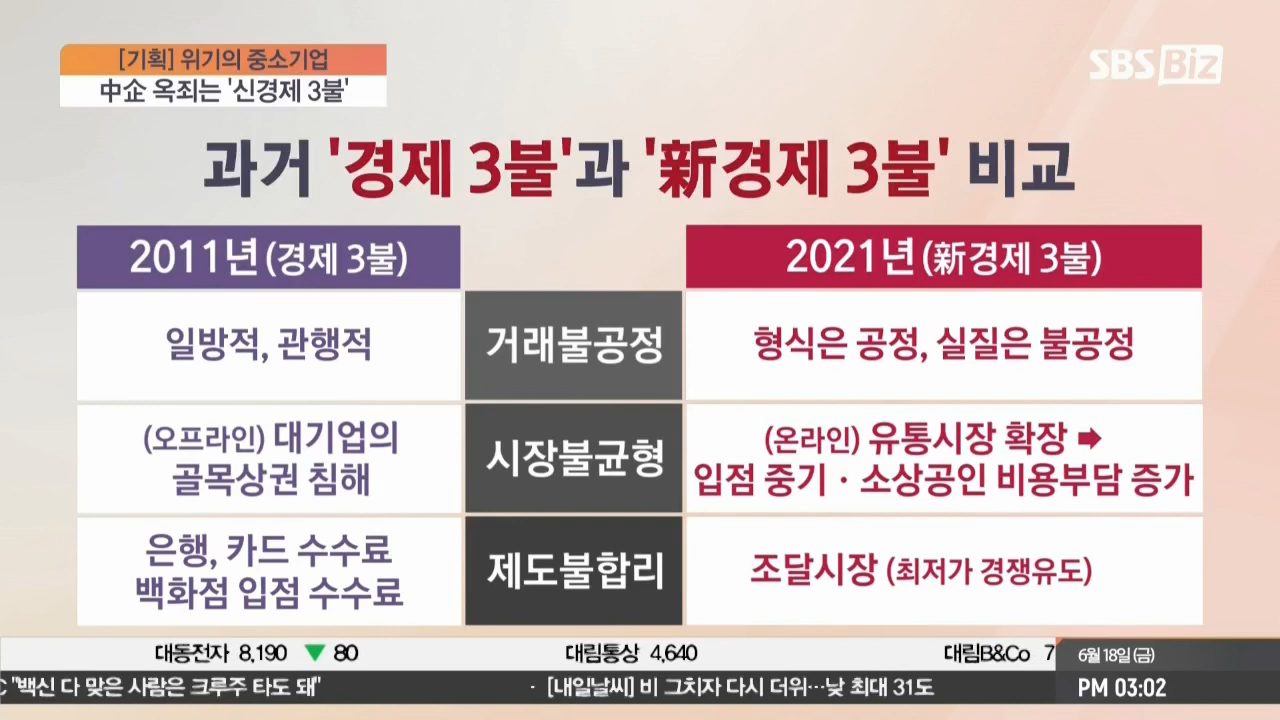 [기획] 위기의 중소기업
中企 옥죄는 '신경제 3불'
SBS Biz
과거 '경제 3불'과 '新경제 3불' 비교
2011년 (경제 3불)
2021년 (新경제 3불)
일방적, 관행적
거래불공정
형식은 공정, 실질은 불공정
(오프라인) 대기업의
골목상권 침해
시장불균형
(온라인) 유통시장 확장 ➡
입점 중기 · 소상공인 비용부담 증가
은행, 카드 수수료
백화점 입점 수수료
제도불합리
조달시장 (최저가 경쟁유도)
대동전자 8,190 ▼ 80
대림통상 4,640
대림B&Co 7
6월 18일(금)
C "백신 다 맞은 사람은 크루주 타도 돼"
· [내일날씨] 비 그치자 다시 더위…낮 최대 31도
PM 03:02